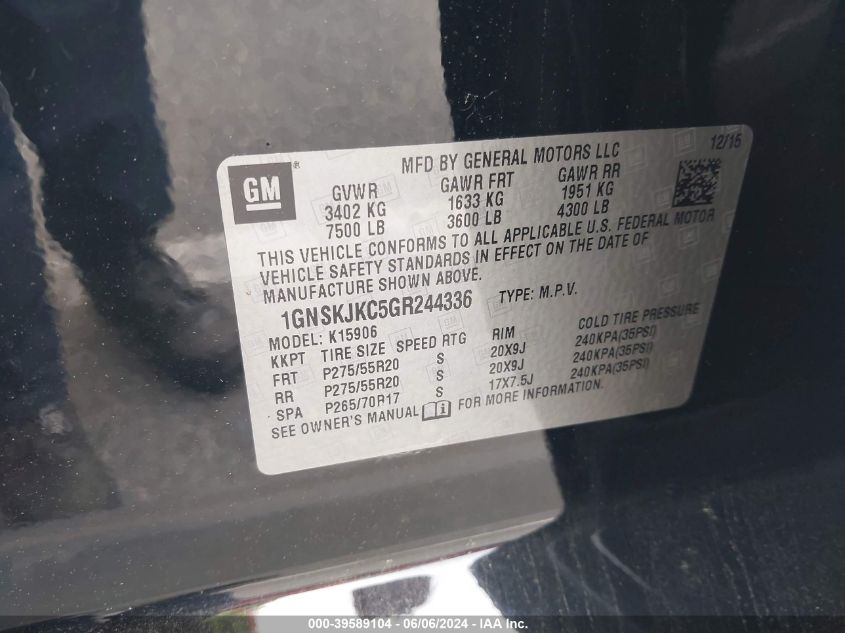 12/15
MFD BY GENERAL MOTORS LLC
GM®
GVWR GAWR FRT GAWR RR
3402 KG 1633 KG 1951 KG
7500 LB 3600 LB 4300 LB
THIS VEHICLE CONFORMS TO ALL APPLICABLE U.S. FEDERAL MOTOR
VEHICLE SAFETY STANDARDS IN EFFECT ON THE DATE OF
MANUFACTURE SHOWN ABOVE.
1GNSKJKC5GR244336 TYPE: M.P.V.
MODEL: K15906
KKPT TIRE SIZE SPEED RTG RIM COLD TIRE PRESSURE
FRT P275/55R20 S 20X9J 240KPA(35PSI)
RR P275/55R20 S 20X9J 240KPA(35PSI)
SPA P265/70R17 S 17X7.5J 240KPA(35PSI)
SEE OWNER'S MANUAL FOR MORE INFORMATION.
000-39589104 - 06/06/2024 - IAAI Inc.